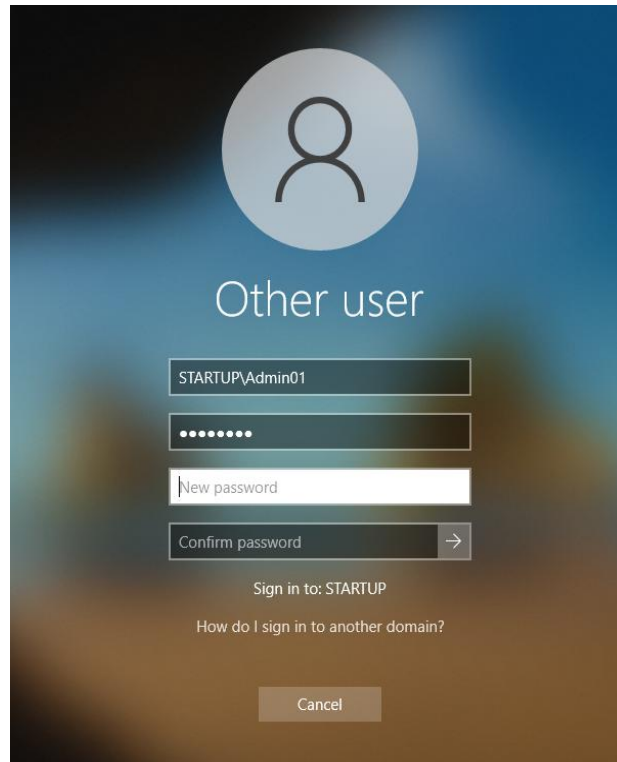 Other user
STARTUP\Admin01
New password
Confirm password
Sign in to: STARTUP
How do I sign in to another domain?
Cancel